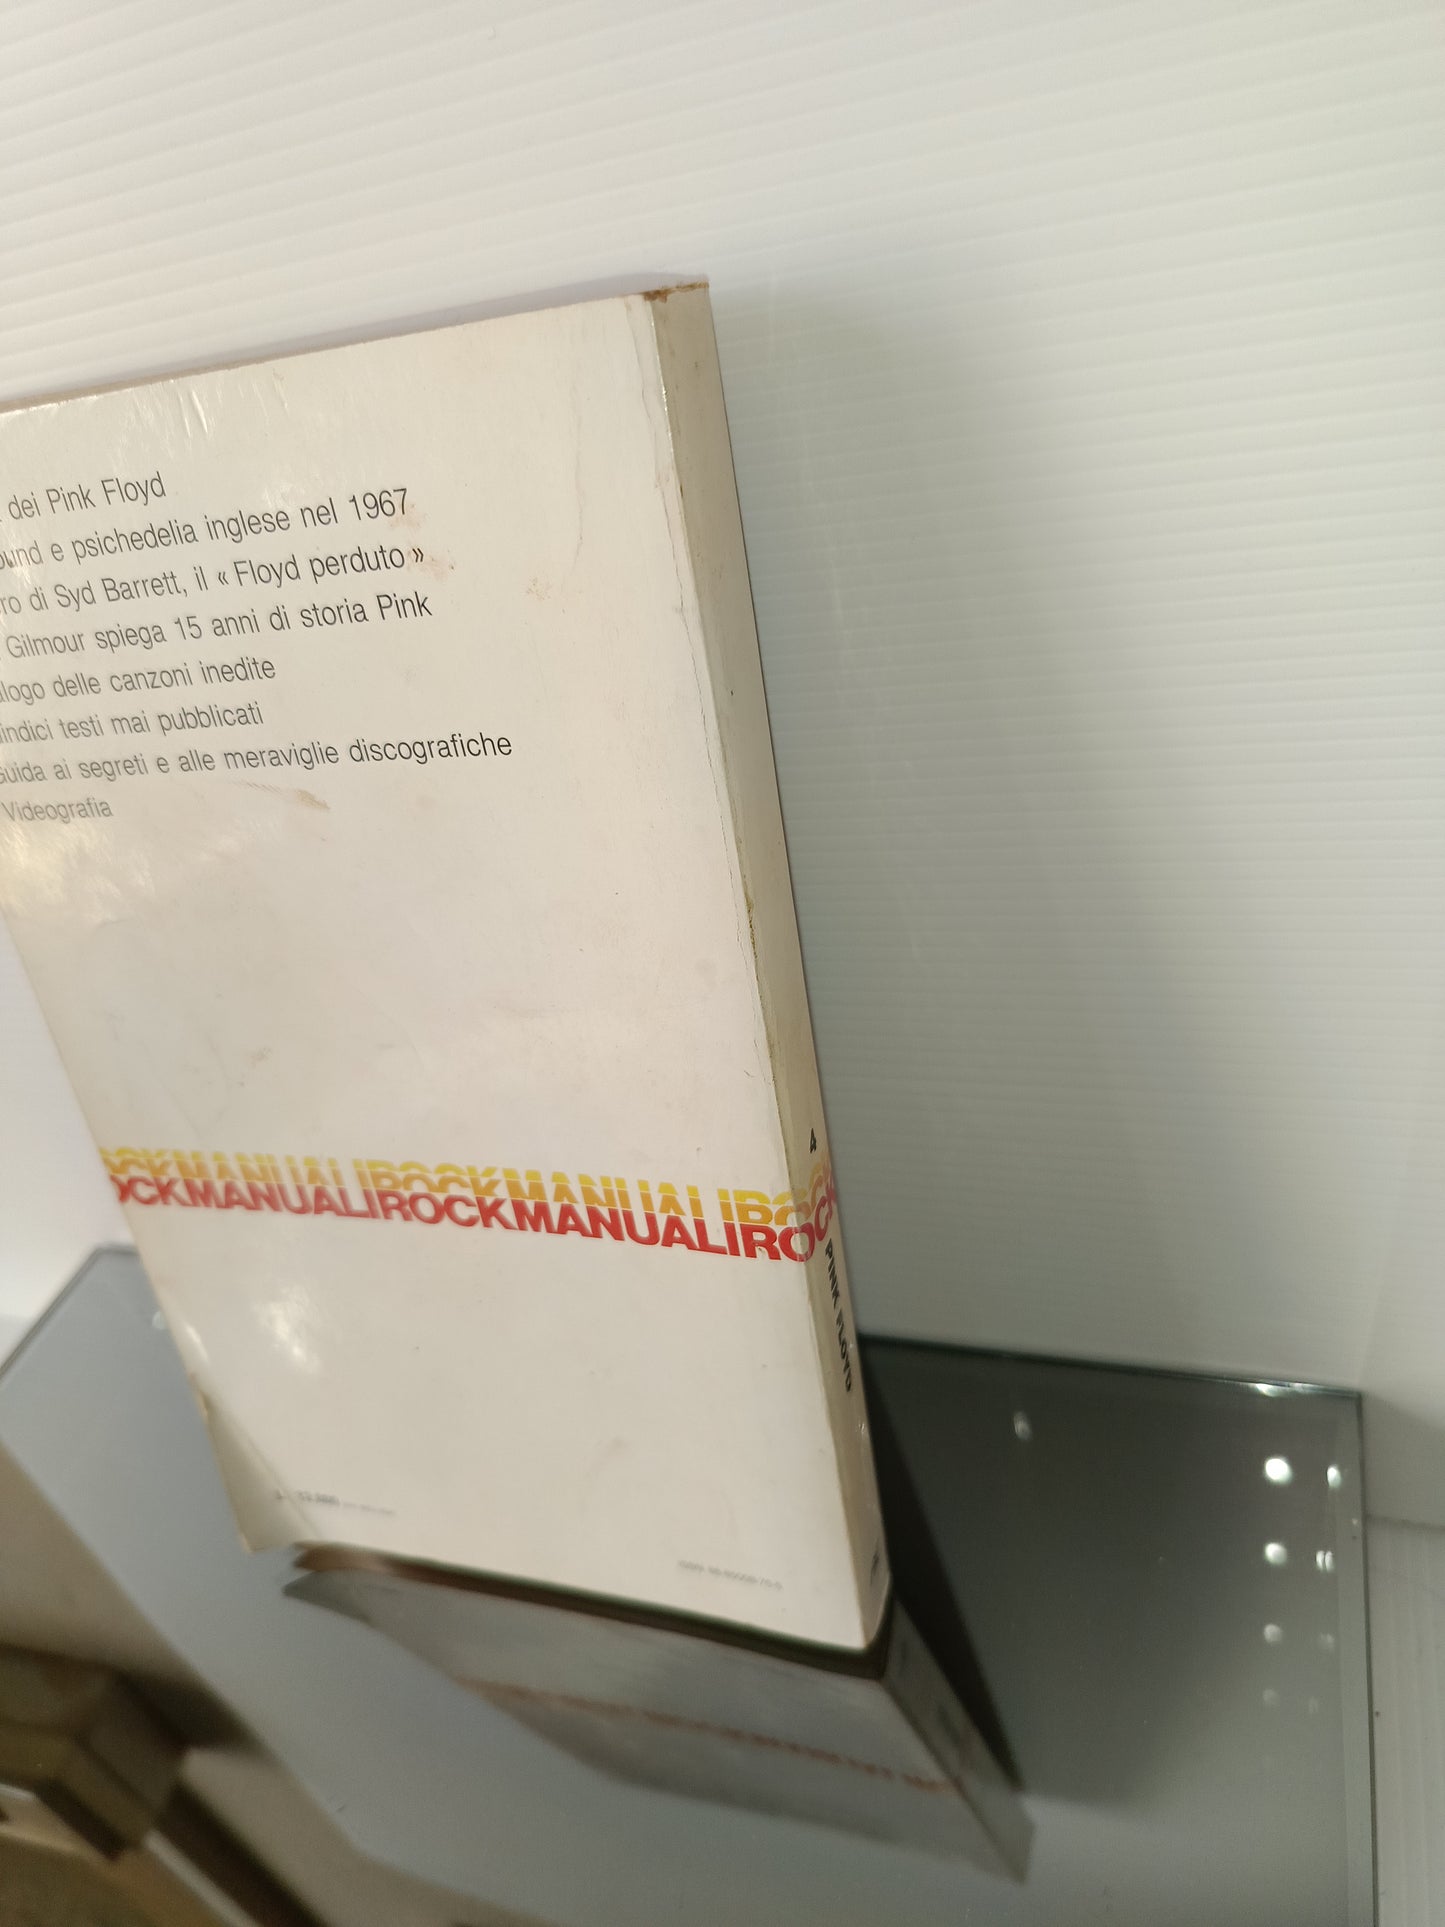 dei Pink Floyd
ound e psichedelia inglese nel 1967
ro di Syd Barrett, il « Floyd perduto »
Gilmour spiega 15 anni di storia Pink
logo delle canzoni inedite
indici testi mai pubblicati
Guida ai segreti e alle meraviglie discografiche
Videografia
OCKMANUALIROCKMANUALIROCK
OCKMANUALIROCKMANUALIROCK
4
PINK FLOYD